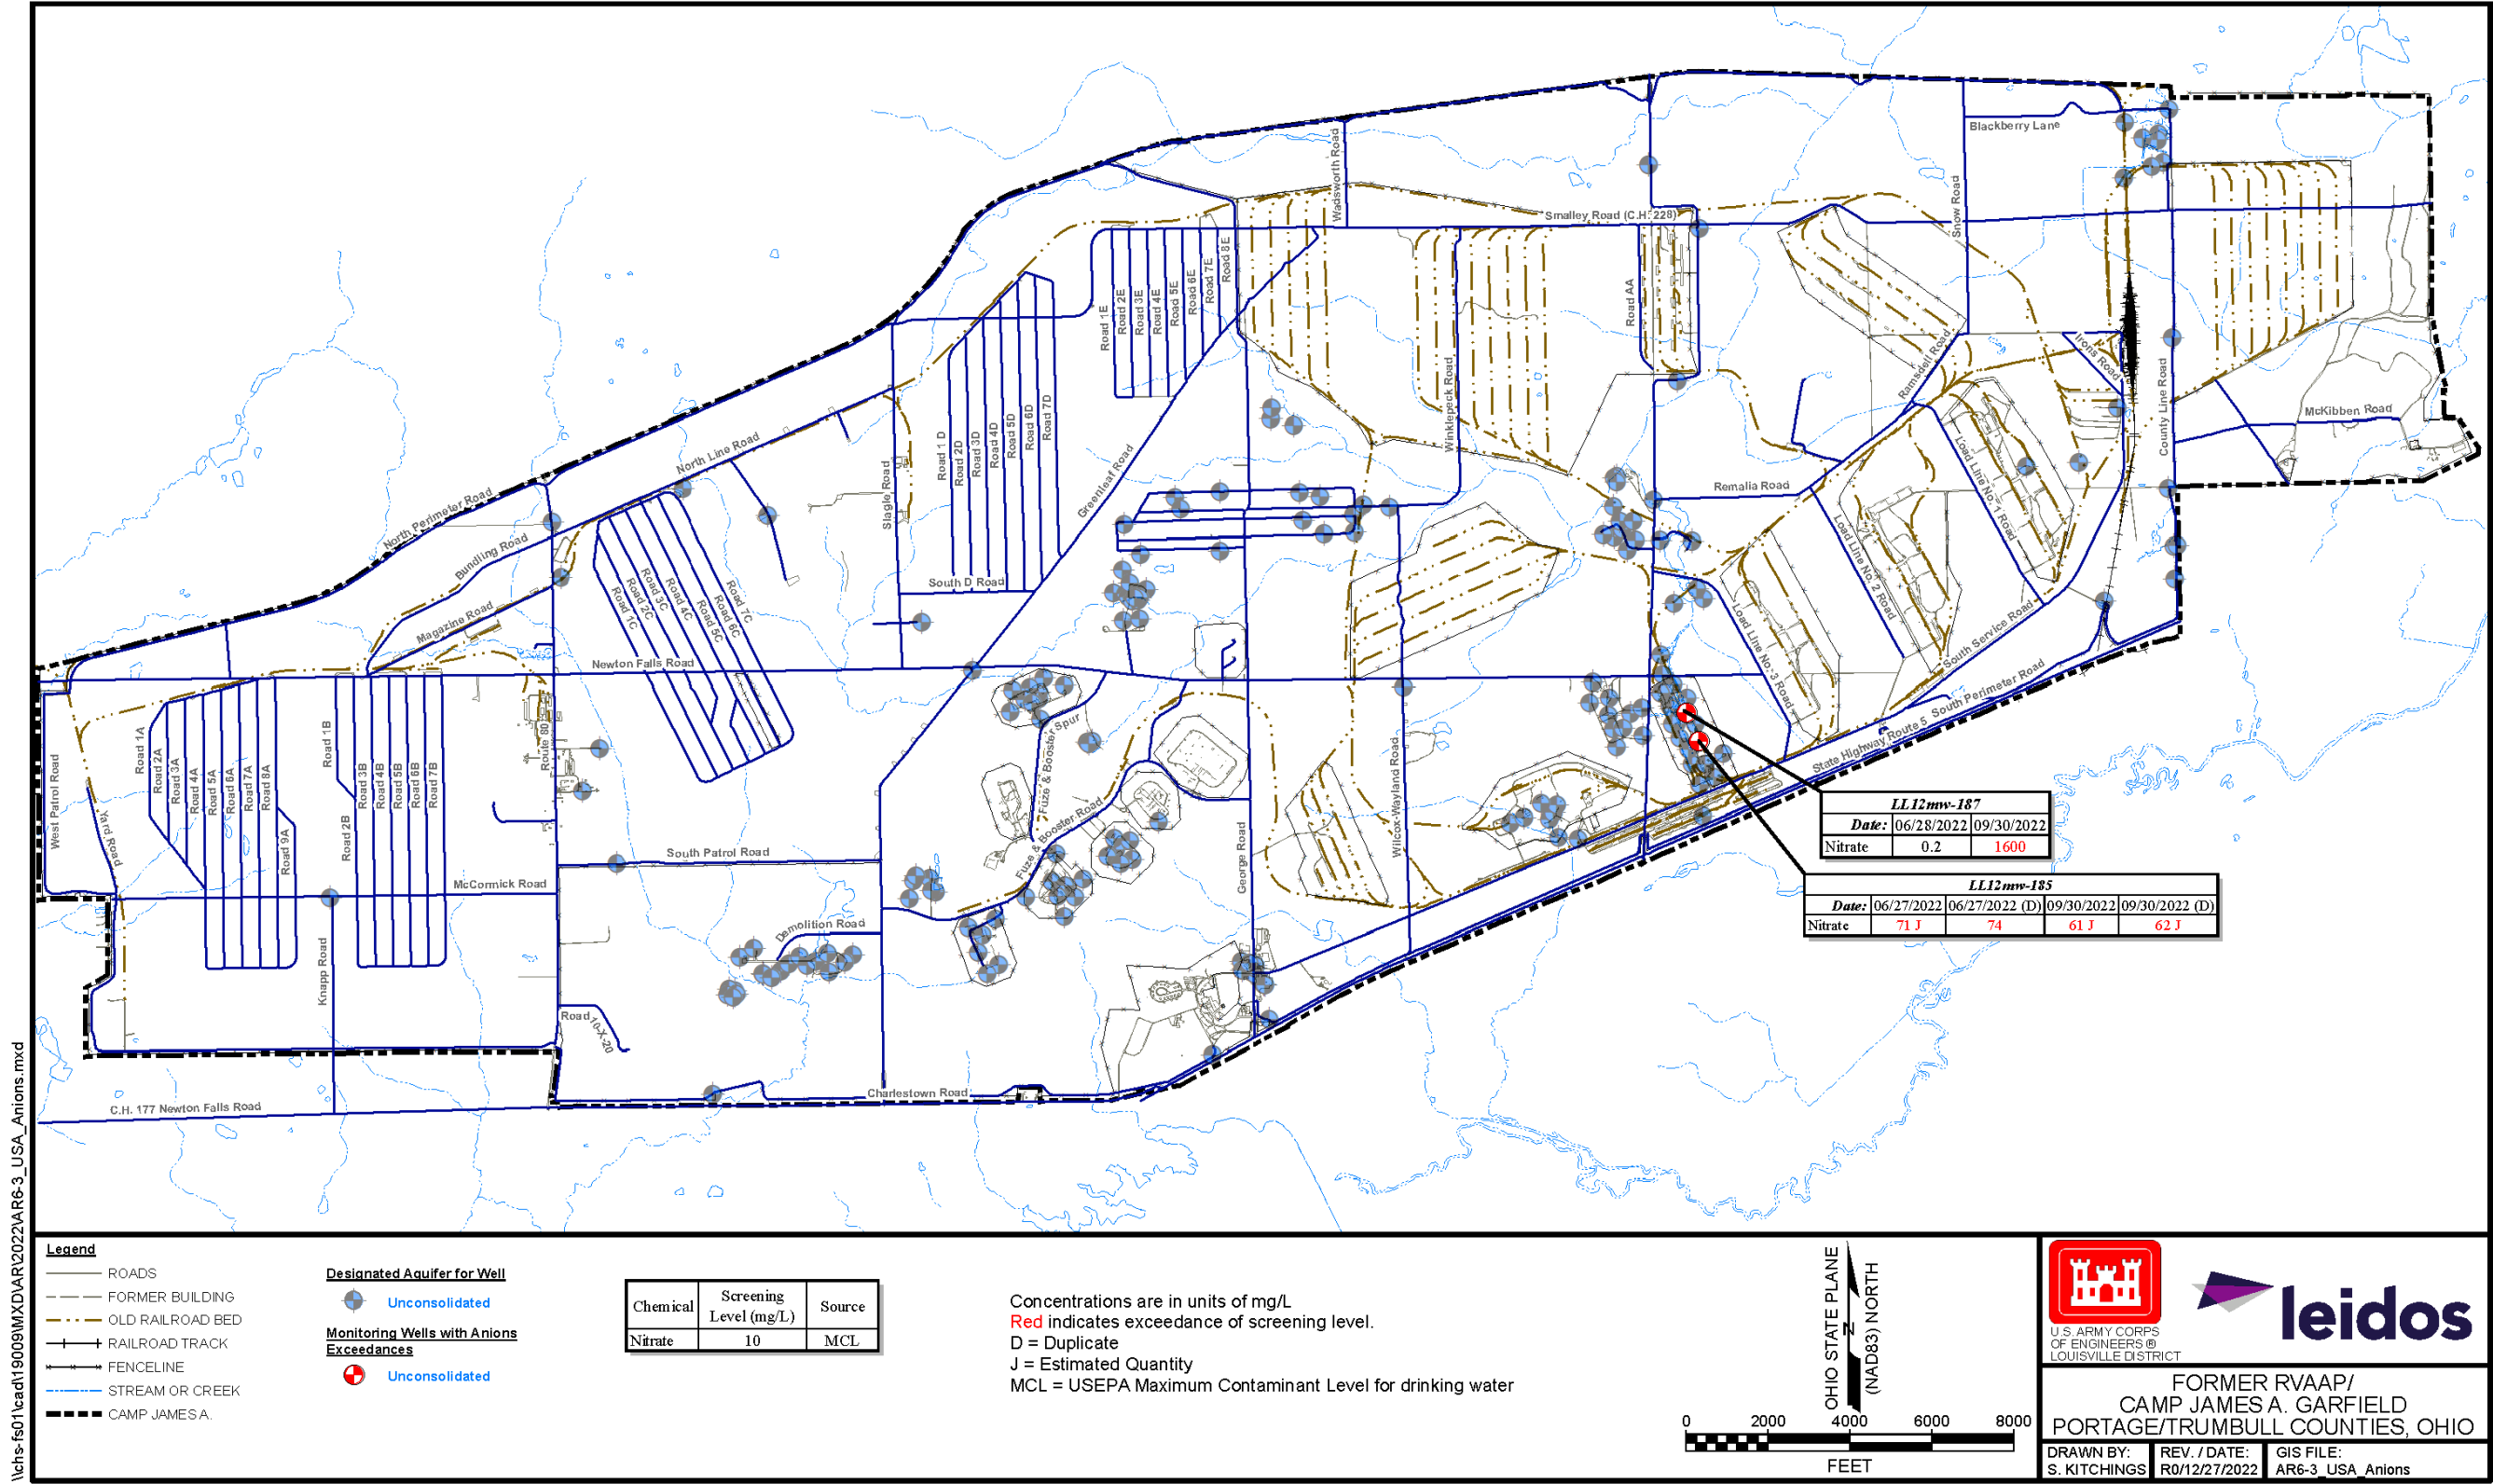 \\chs-fs01\cad\19009\MXD\AR\2022\AR6-3_USA_Anions.mxd
Blackberry Lane
Wadsworth Road
Snow Road
Smalley Road (C.H. 228)
Road 1E
Road 2E
Road 3E
Road 4E
Road 5E
Road 6E
Road 7E
Road 8E
Road AA
Ramsdell Road
Irons Road
County Line Road
McKibben Road
Winklepeck Road
Road 1 D
Road 2D
Road 3D
Road 4D
Road 5D
Road 6D
Road 7D
North Line Road
Slagle Road
Greenleaf Road
Load Line No. 1 Road
Remalia Road
North Perimeter Road
Bundling Road
Load Line No. 2 Road
South D Road
Magazine Road
Road 1C
Road 2C
Road 3C
Road 4C
Road 5C
Road 6C
Road 7C
Load Line No. 3 Road
South Service Road
Newton Falls Road
South Perimeter Road
State Highway Route 5
West Patrol Road
Yard Road
Road 1A
Road 2A
Road 3A
Road 4A
Road 5A
Road 6A
Road 7A
Road 8A
Road 9A
Road 1B
Road 2B
Road 3B
Road 4B
Road 5B
Road 6B
Road 7B
Route 80
Fuze & Booster Spur
Fuze & Booster Road
Wilcox-Wayland Road
George Road
South Patrol Road
McCormick Road
Demolition Road
Knapp Road
Road 10-X-20
Charlestown Road
C.H. 177 Newton Falls Road
LL12mw-187
Date: 06/28/2022 09/30/2022
Nitrate 0.2 1600
LL12mw-185
Date: 06/27/2022 06/27/2022 (D) 09/30/2022 09/30/2022 (D)
Nitrate 71 J 74 61 J 62 J
Legend
ROADS
FORMER BUILDING
OLD RAILROAD BED
RAILROAD TRACK
FENCELINE
STREAM OR CREEK
CAMP JAMES A.
Designated Aquifer for Well
Unconsolidated
Monitoring Wells with Anions
Exceedances
Unconsolidated
Chemical Screening Level (mg/L) Source
Nitrate 10 MCL
Concentrations are in units of mg/L
Red indicates exceedance of screening level.
D = Duplicate
J = Estimated Quantity
MCL = USEPA Maximum Contaminant Level for drinking water
OHIO STATE PLANE
(NAD83) NORTH
N
0 2000 4000 6000 8000
FEET
U.S. ARMY CORPS
OF ENGINEERS ®
LOUISVILLE DISTRICT
leidos
FORMER RVAAP/
CAMP JAMES A. GARFIELD
PORTAGE/TRUMBULL COUNTIES, OHIO
DRAWN BY:
S. KITCHINGS
REV. / DATE:
R0/12/27/2022
GIS FILE:
AR6-3_USA_Anions